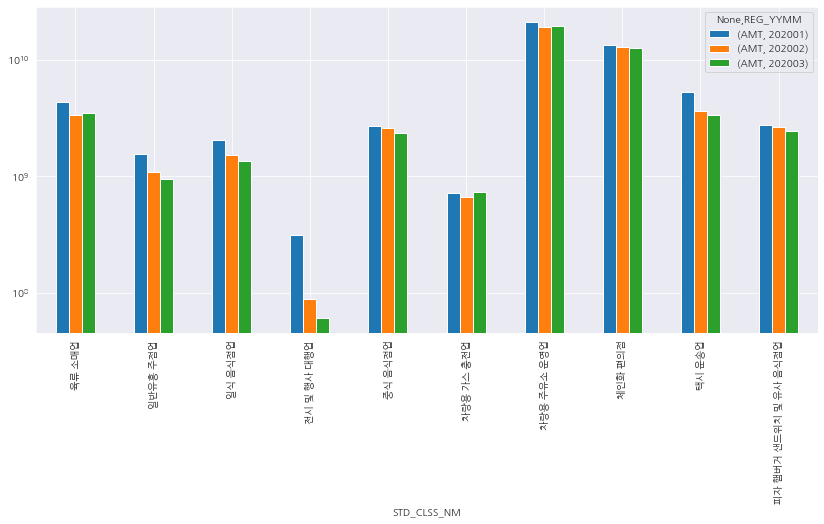 None,REG_YYMM
(AMT, 202001)
(AMT, 202002)
(AMT, 202003)
10¹⁰
10⁹
10⁸
육류 소매업
일반유흥 주점업
일식 음식점업
전시 및 행사 대행업
중식 음식점업
차량용 가스 충전업
차량용 주유소 운영업
체인화 편의점
택시 운송업
피자 햄버거 샌드위치 및 유사 음식점업
STD_CLSS_NM